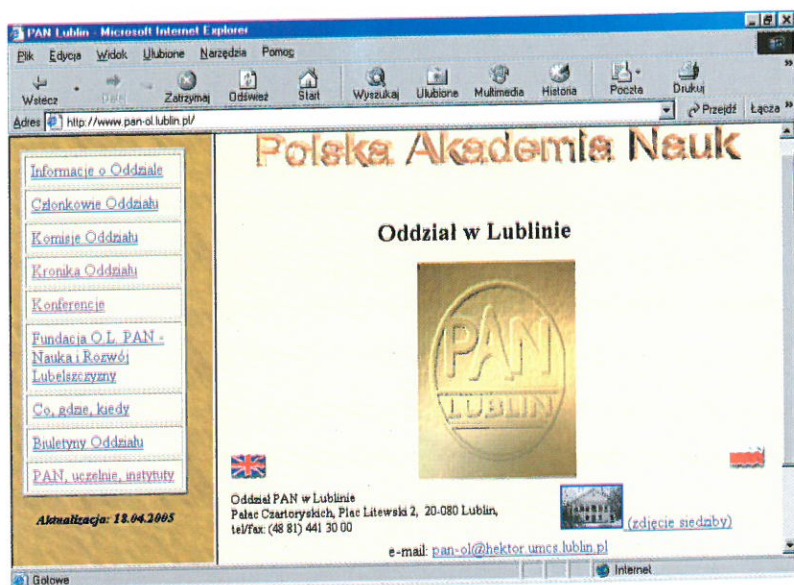 PAN Lublin - Microsoft Internet Explorer
Plik Edycja Widok Ulubione Narzędzia Pomoc
Wstecz Dalej Zatrzymaj Odśwież Start Wyszukaj Ulubione Multimedia Historia Poczta Drukuj »
Adres http://www.pan-ol.lublin.pl/ Przejdź Łącza »
Polska Akademia Nauk
Oddział w Lublinie
Informacje o Oddziale
Członkowie Oddziału
Komisje Oddziału
Kronika Oddziału
Konferencje
Fundacja O.L. PAN -
Nauka i Rozwój
Lubelszczyzny
Co, gdzie, kiedy
Biuletyny Oddziału
PAN, uczelnie, instytuty
Aktualizacja: 18.04.2005
PAN
LUBLIN
Oddział PAN w Lublinie
Pałac Czartoryskich, Plac Litewski 2, 20-080 Lublin,
tel/fax: (48 81) 441 30 00
(zdjęcie siedziby)
e-mail: pan-ol@hektor.umcs.lublin.pl
Gotowe Internet